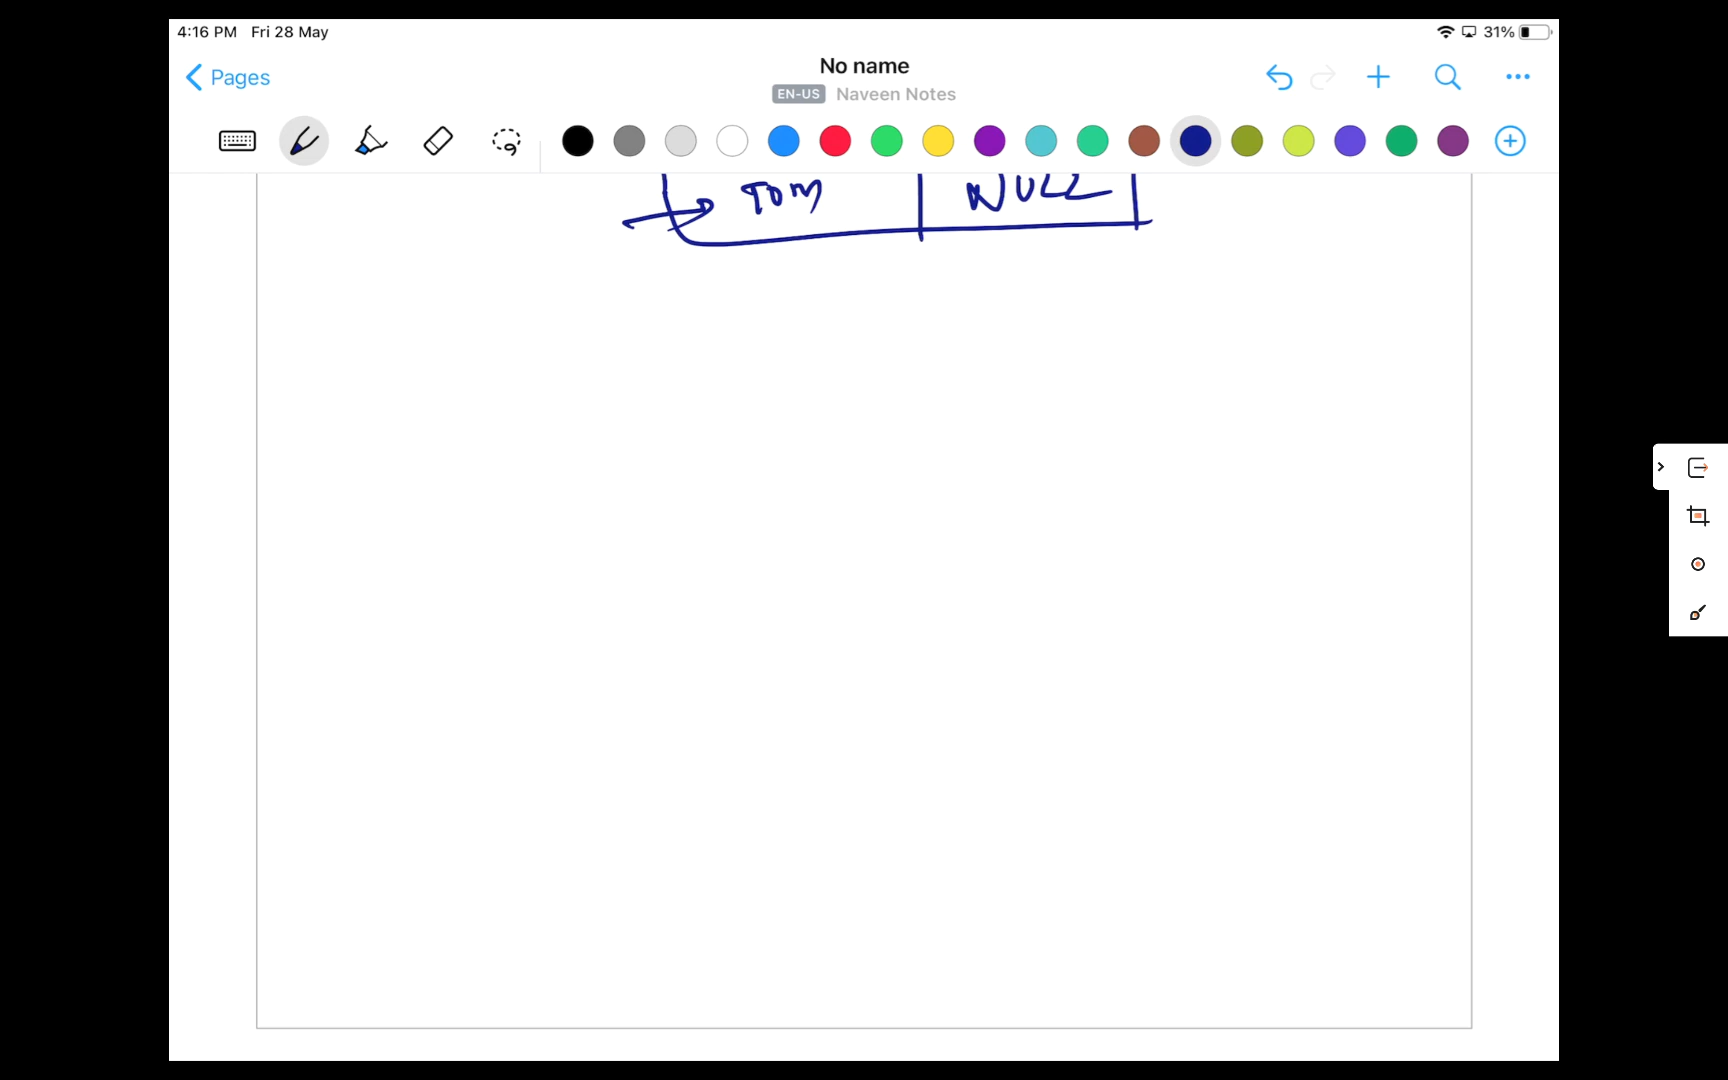 4:16 PM Fri 28 May 31%
Pages
No name
EN-US Naveen Notes
TOM NULL